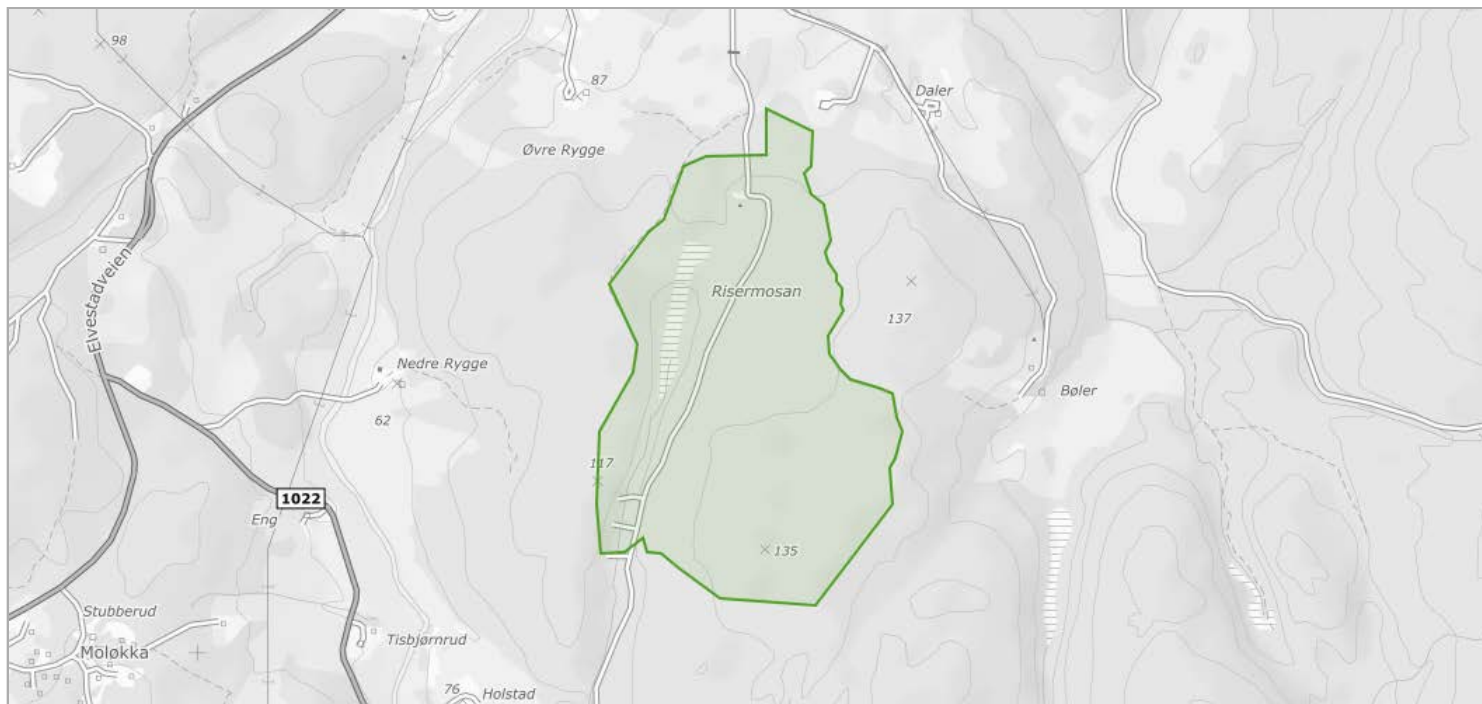 98
87
Daler
Øvre Rygge
Elvestadveien
Risermosan
137
Nedre Rygge
Bøler
62
117
1022
Eng
135
Stubberud
Tisbjørnrud
Moløkka
76
Holstad